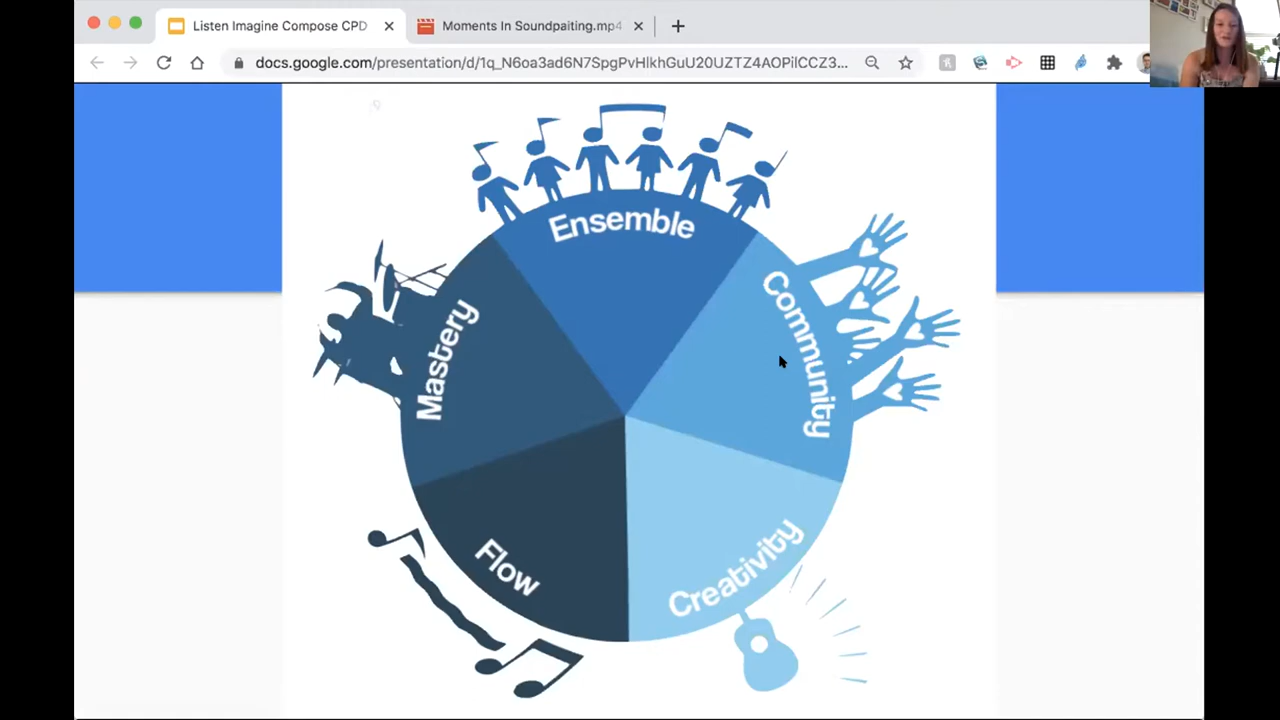 Listen Imagine Compose CPD
Moments In Soundpaiting.mp4
docs.google.com/presentation/d/1q_N6oa3ad6N7SpgPvHlkhGuU20UZTZ4AOPilCCZ3...
Ensemble
Community
Mastery
Flow
Creativity